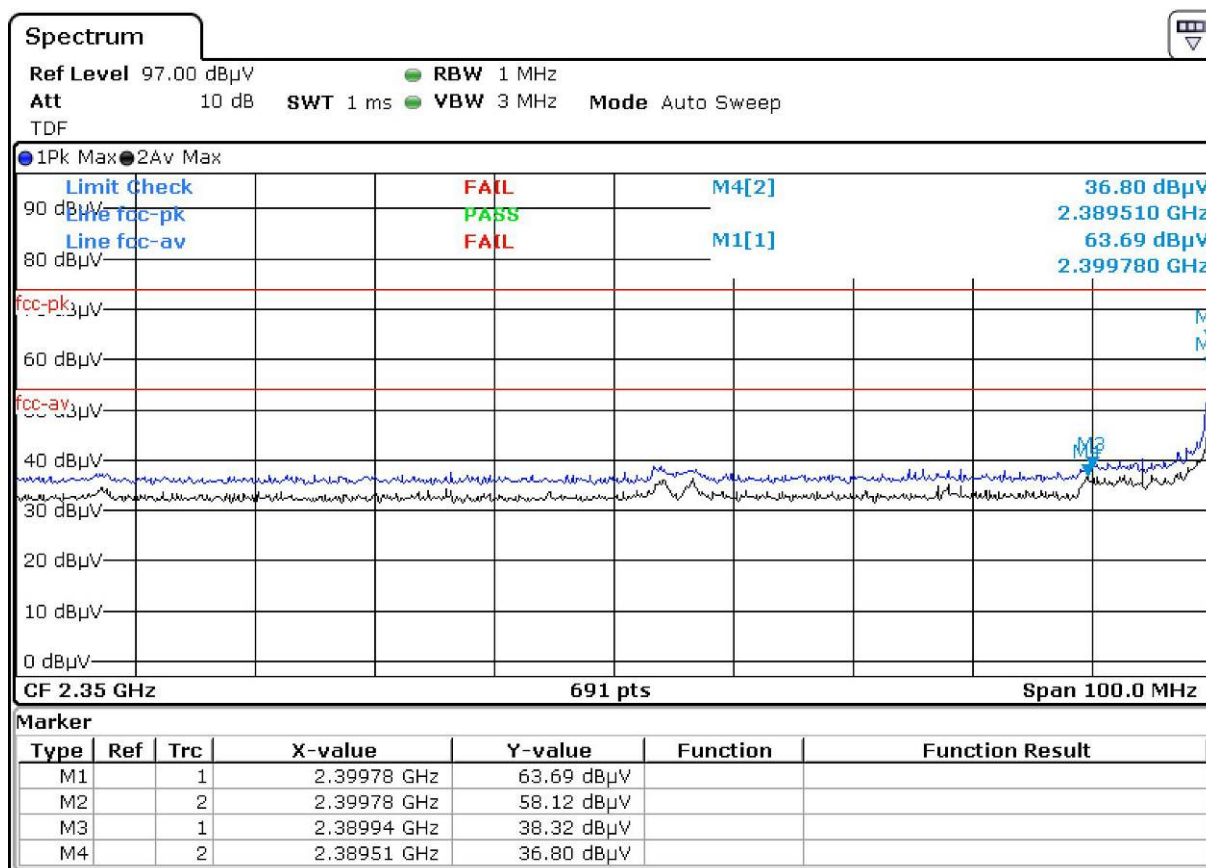 Spectrum
Ref Level 97.00 dBµV RBW 1 MHz
Att 10 dB SWT 1 ms VBW 3 MHz Mode Auto Sweep
TDF
1Pk Max 2Av Max
Limit Check FAIL M4[2] 36.80 dBµV
90 dBµV Line fcc-pk PASS 2.389510 GHz
Line fcc-av FAIL M1[1] 63.69 dBµV
80 dBµV 2.399780 GHz
fcc-pk dBµV
M
60 dBµV M
fcc-av dBµV
40 dBµV M3
30 dBµV
20 dBµV
10 dBµV
0 dBµV
CF 2.35 GHz 691 pts Span 100.0 MHz
Marker
Type Ref Trc X-value Y-value Function Function Result
M1 1 2.39978 GHz 63.69 dBµV
M2 2 2.39978 GHz 58.12 dBµV
M3 1 2.38994 GHz 38.32 dBµV
M4 2 2.38951 GHz 36.80 dBµV